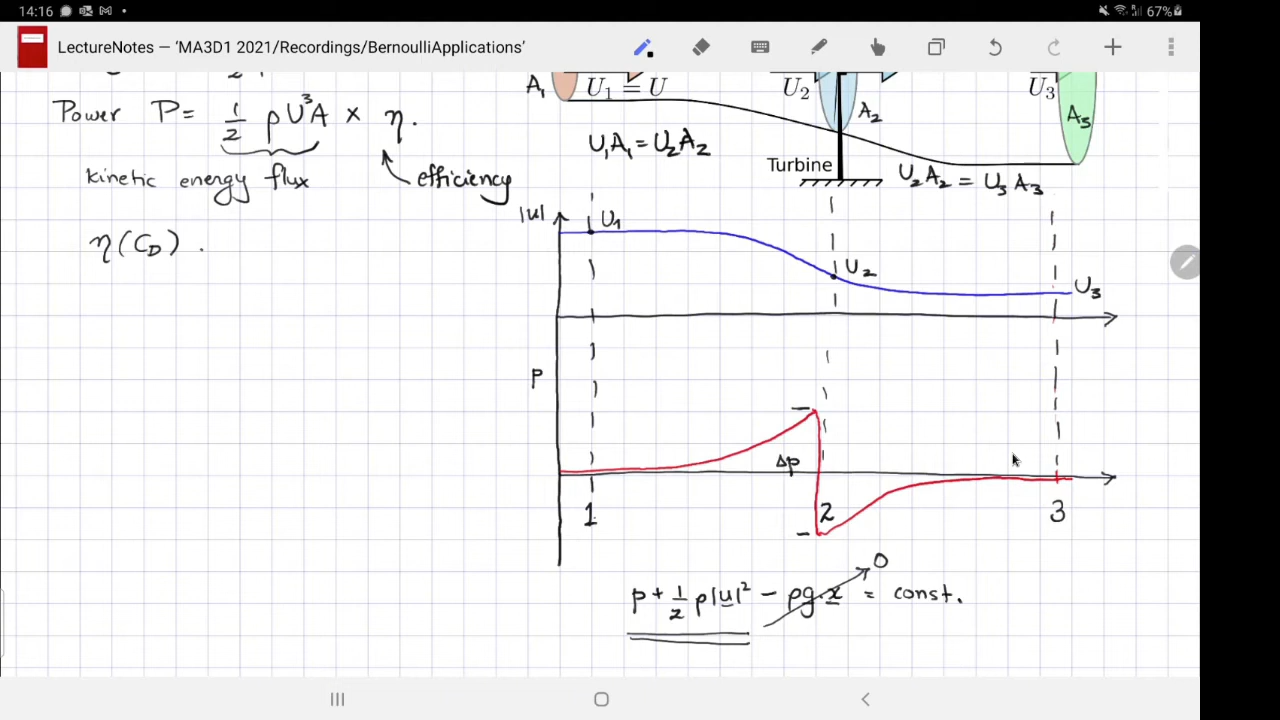 14:16
67%
LectureNotes — ‘MA3D1 2021/Recordings/BernoulliApplications’
Power P= 1/2 ρU³A × η.
kinetic energy flux
efficiency
η(C_D).
A₁
U₁ ≡ U
U₂
A₂
U₃
A₃
U₁A₁=U₂A₂
Turbine
U₂A₂ = U₃A₃
|u|
U₁
U₂
U₃
p
Δp
1
2
3
0
p + 1/2 ρ|u|² − ρg·x = const.